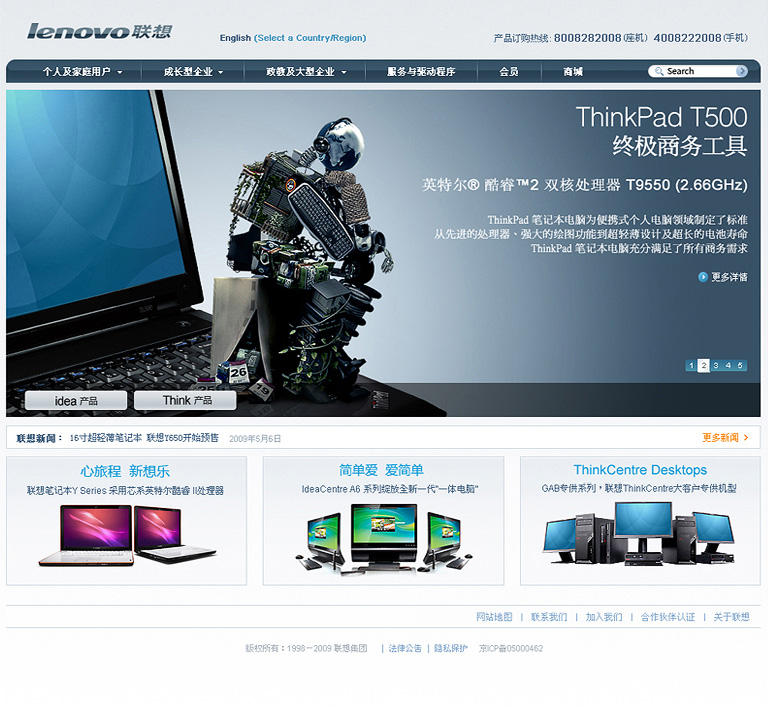 lenovo联想
English (Select a Country/Region)
产品订购热线: 8008282008(座机) 4008222008(手机)
个人及家庭用户 成长型企业 政教及大型企业 服务与驱动程序 会员 商城 Search
ThinkPad T500
终极商务工具
英特尔® 酷睿™2 双核处理器 T9550 (2.66GHz)
ThinkPad 笔记本电脑为便携式个人电脑领域制定了标准
从先进的处理器、强大的绘图功能到超轻薄设计及超长的电池寿命
ThinkPad 笔记本电脑充分满足了所有商务需求
更多详情
1 2 3 4 5
26
19
idea 产品 Think 产品
联想新闻: 16寸超轻薄笔记本 联想Y650开始预售 2009年5月6日 更多新闻
心旅程 新想乐
联想笔记本Y Series 采用芯系英特尔酷睿 II处理器
简单爱 爱简单
IdeaCentre A6 系列绽放全新一代"一体电脑"
ThinkCentre Desktops
GAB专供系列，联想ThinkCentre大客户专供机型
网站地图 | 联系我们 | 加入我们 | 合作伙伴认证 | 关于联想
版权所有：1998－2009 联想集团 | 法律公告 | 隐私保护 京ICP备05000462